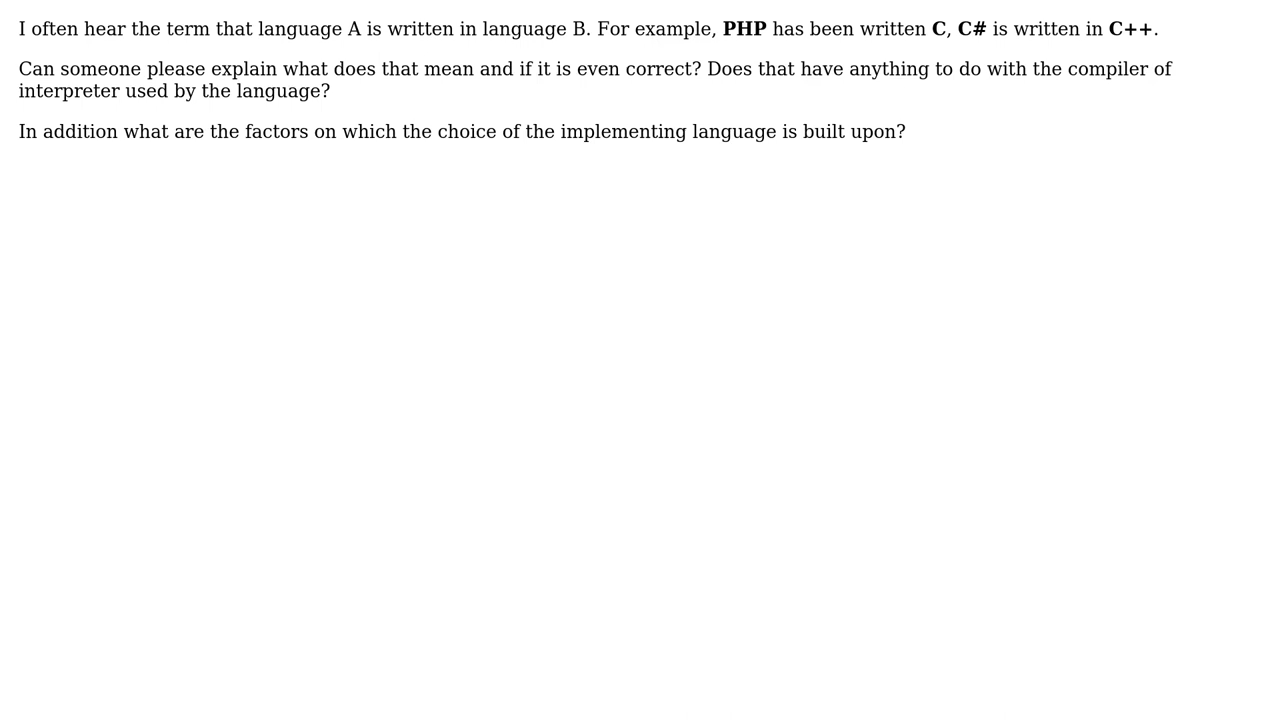 I often hear the term that language A is written in language B. For example, PHP has been written C, C# is written in C++.
Can someone please explain what does that mean and if it is even correct? Does that have anything to do with the compiler of
interpreter used by the language?
In addition what are the factors on which the choice of the implementing language is built upon?